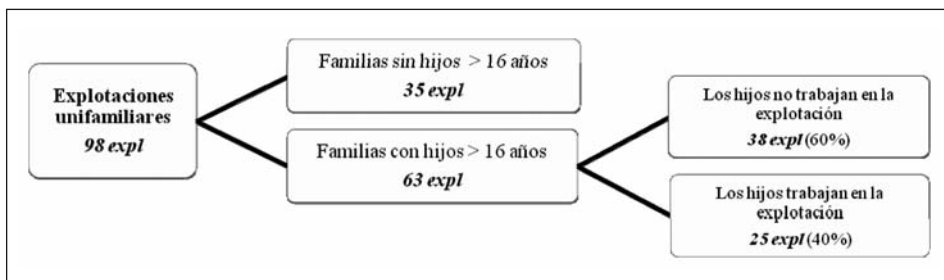 Explotaciones
unifamiliares
98 expl
Familias sin hijos > 16 años
35 expl
Familias con hijos > 16 años
63 expl
Los hijos no trabajan en la
explotación
38 expl (60%)
Los hijos trabajan en la
explotación
25 expl (40%)